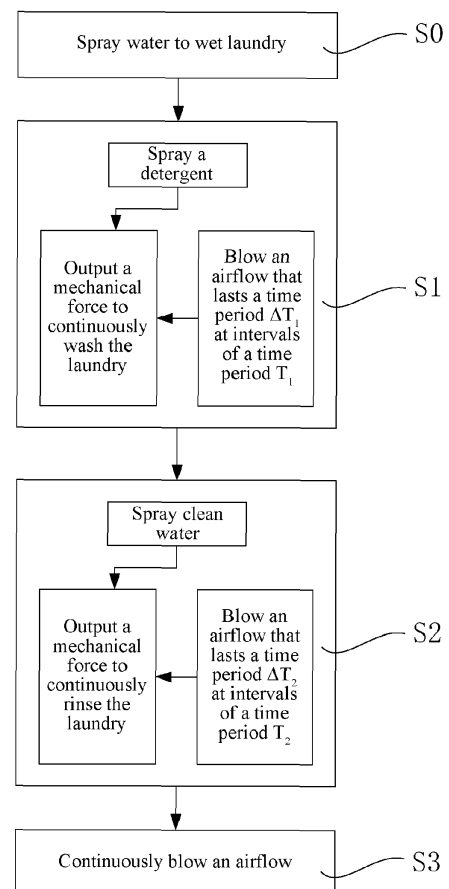 Spray water to wet laundry
S0
Spray a
detergent
Output a
mechanical
force to
continuously
wash the
laundry
Blow an
airflow that
lasts a time
period ΔT₁
at intervals
of a time
period T₁
S1
Spray clean
water
Output a
mechanical
force to
continuously
rinse the
laundry
Blow an
airflow that
lasts a time
period ΔT₂
at intervals
of a time
period T₂
S2
Continuously blow an airflow
S3